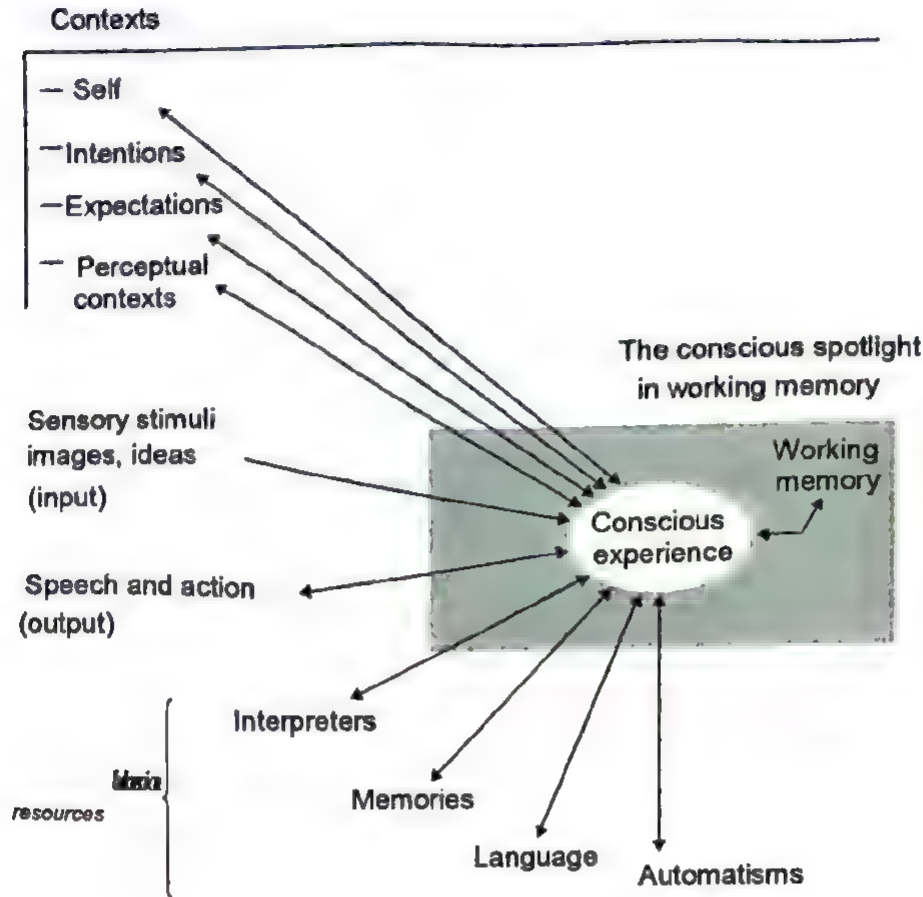 Contexts
— Self
— Intentions
— Expectations
— Perceptual
contexts
The conscious spotlight
in working memory
Sensory stimuli
images, ideas
(input)
Working
memory
Conscious
experience
Speech and action
(output)
Interpreters
resources
Memories
Language
Automatisms